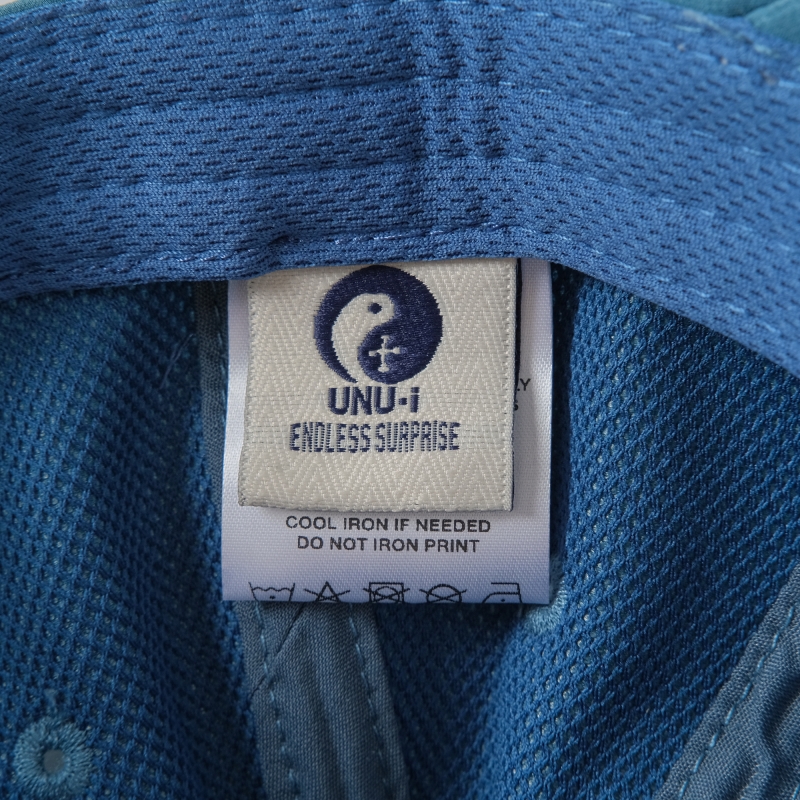 UNU·i
ENDLESS SURPRISE
COOL IRON IF NEEDED
DO NOT IRON PRINT